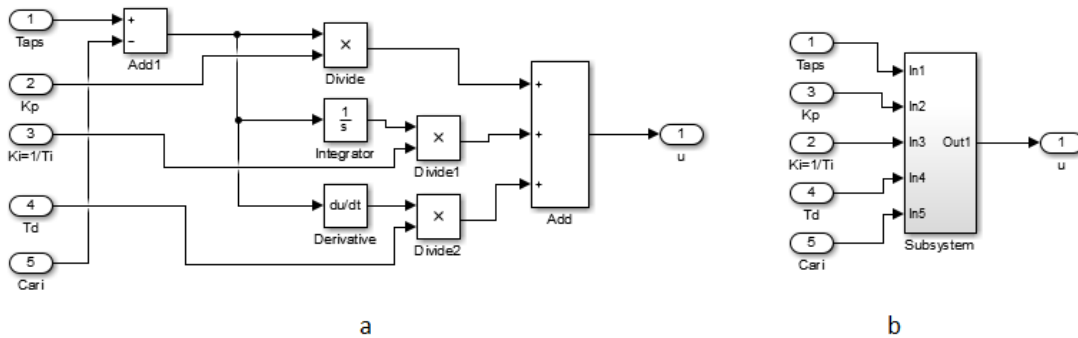 1
Taps
+
−
Add1
2
Kp
×
Divide
3
Ki=1/Ti
1
s
Integrator
×
Divide1
4
Td
du/dt
Derivative
×
Divide2
5
Cari
+
+
+
Add
1
u
a
1
Taps
3
Kp
2
Ki=1/Ti
4
Td
5
Cari
In1
In2
In3
In4
In5
Out1
Subsystem
1
u
b